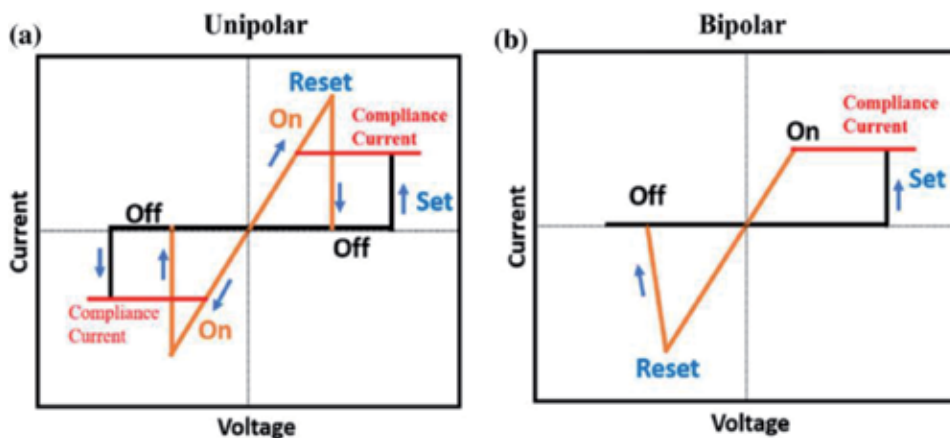 (a)
Unipolar
Reset
On
Compliance
Current
Set
Off
Off
On
Compliance
Current
Current
Voltage
(b)
Bipolar
Compliance
Current
On
Off
Set
Reset
Current
Voltage